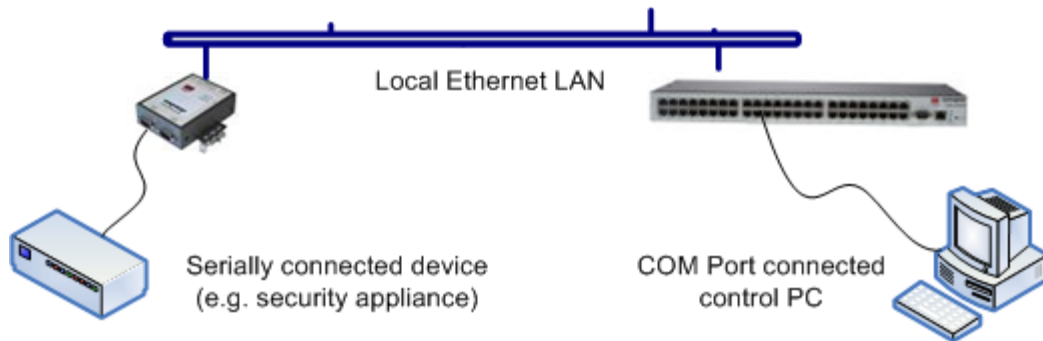 Local Ethernet LAN
Serially connected device
(e.g. security appliance)
COM Port connected
control PC